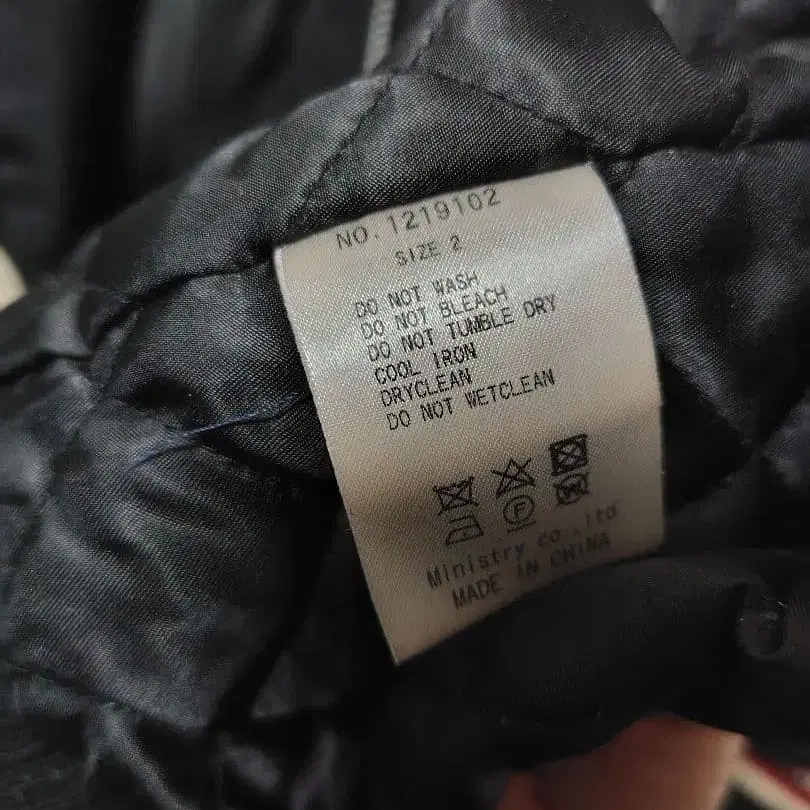 NO. 1219102
SIZE 2
DO NOT WASH
DO NOT BLEACH
DO NOT TUMBLE DRY
COOL IRON
DRYCLEAN
DO NOT WETCLEAN
F
Ministry co.,ltd
MADE IN CHINA